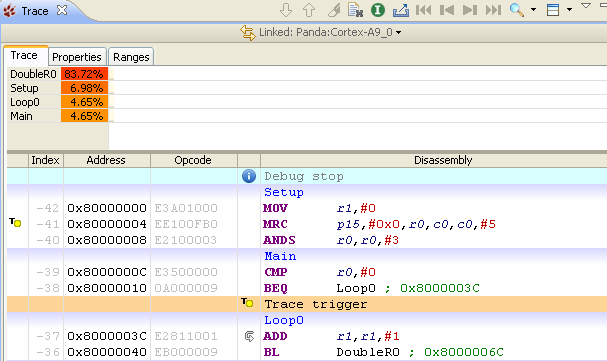 Trace
Linked: Panda:Cortex-A9_0
Trace Properties Ranges
DoubleR0 83.72%
Setup 6.98%
Loop0 4.65%
Main 4.65%
Index Address Opcode Disassembly
Debug stop
Setup
-42 0x80000000 E3A01000 MOV r1,#0
-41 0x80000004 EE100FB0 MRC p15,#0x0,r0,c0,c0,#5
-40 0x80000008 E2100003 ANDS r0,r0,#3
Main
-39 0x8000000C E3500000 CMP r0,#0
-38 0x80000010 0A000009 BEQ Loop0 ; 0x8000003C
Trace trigger
Loop0
-37 0x8000003C E2811001 ADD r1,r1,#1
-36 0x80000040 EB000009 BL DoubleR0 ; 0x8000006C